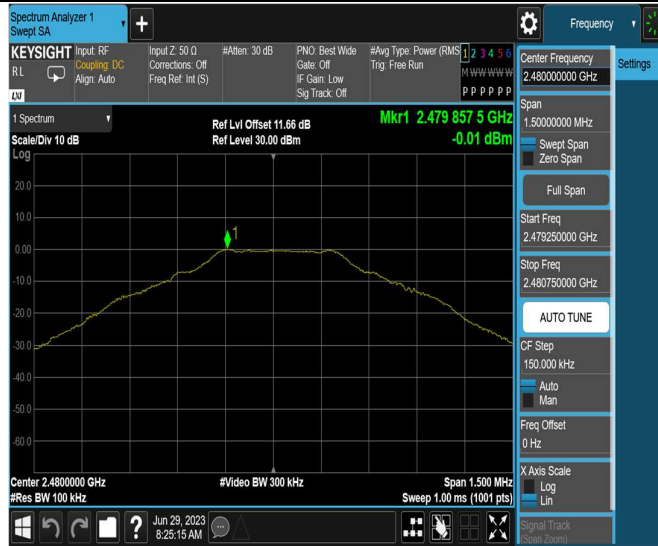 Spectrum Analyzer 1
Swept SA
Frequency
KEYSIGHT
RL
LXI
Input: RF
Coupling: DC
Align: Auto
Input Z: 50 Ω
Corrections: Off
Freq Ref: Int (S)
#Atten: 30 dB
PNO: Best Wide
Gate: Off
IF Gain: Low
Sig Track: Off
#Avg Type: Power (RMS
Trig: Free Run
1 2 3 4 5 6
M W W W W W
P P P P P P
1 Spectrum
Scale/Div 10 dB
Log
Ref Lvl Offset 11.66 dB
Ref Level 30.00 dBm
Mkr1 2.479 857 5 GHz
-0.01 dBm
20.0
10.0
0.00
-10.0
-20.0
-30.0
-40.0
-50.0
-60.0
1
Center 2.4800000 GHz
#Res BW 100 kHz
#Video BW 300 kHz
Span 1.500 MHz
Sweep 1.00 ms (1001 pts)
Center Frequency
2.480000000 GHz
Settings
Span
1.50000000 MHz
Swept Span
Zero Span
Full Span
Start Freq
2.479250000 GHz
Stop Freq
2.480750000 GHz
AUTO TUNE
CF Step
150.000 kHz
Auto
Man
Freq Offset
0 Hz
X Axis Scale
Log
Lin
Signal Track
(Span Zoom)
?
Jun 29, 2023
8:25:15 AM